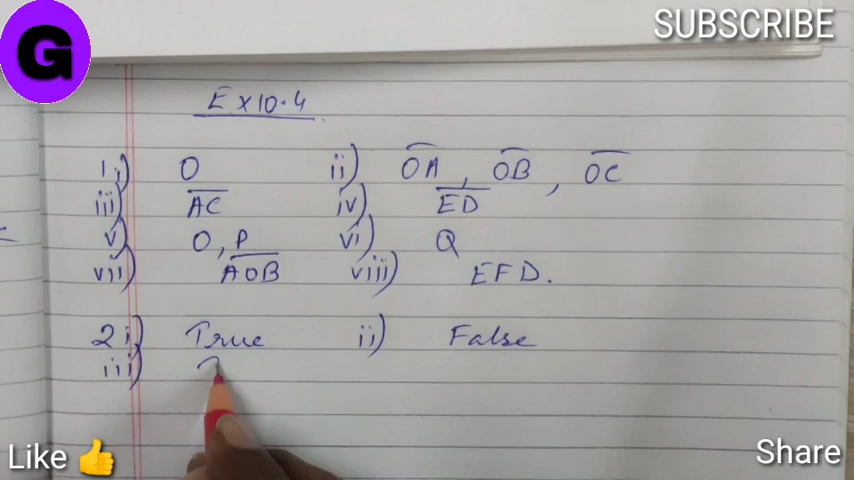 G
SUBSCRIBE
Ex 10.4
1 i) O ii) OA, OB, OC
iii) AC iv) ED
v) O, P vi) Q
vii) AOB viii) EFD.
2 i) True ii) False
iii)
Like 👍 Share